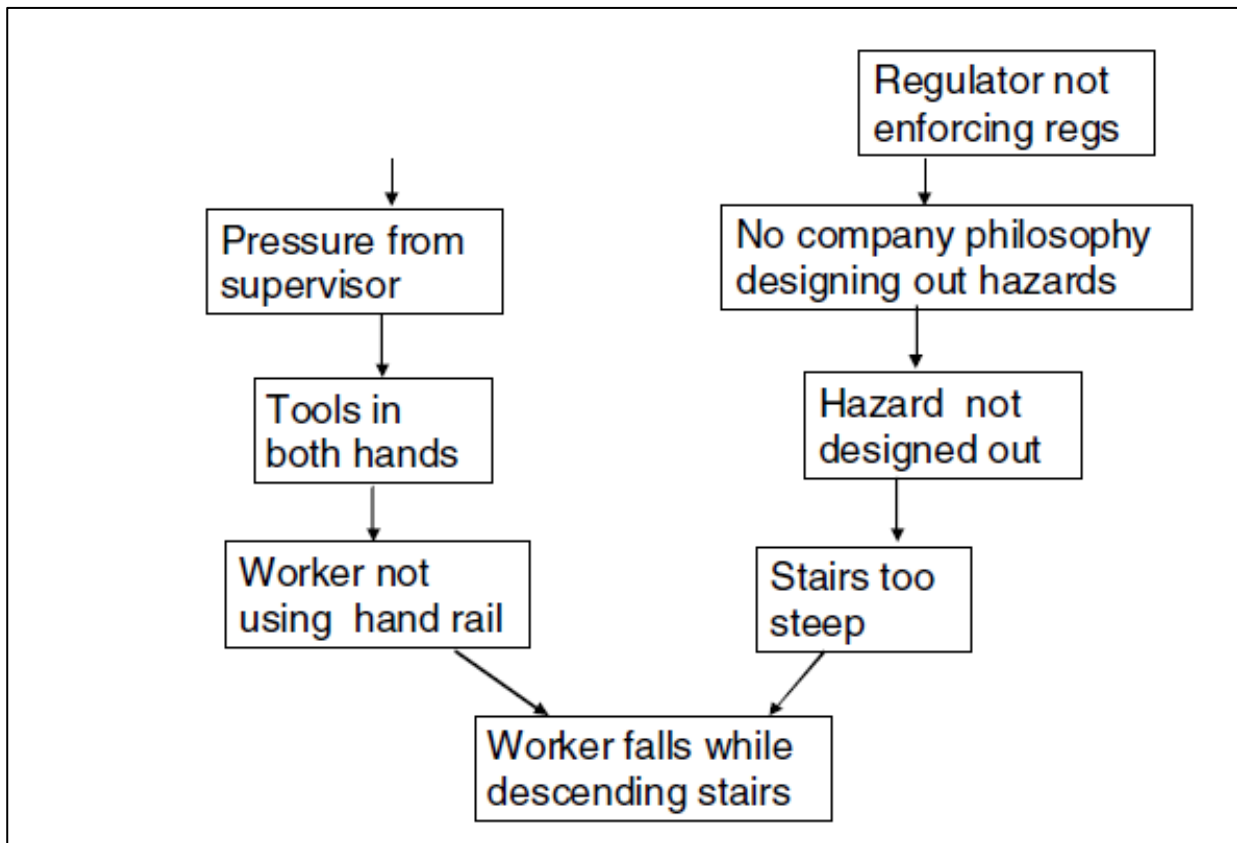 Regulator not
enforcing regs
Pressure from
supervisor
No company philosophy
designing out hazards
Tools in
both hands
Hazard not
designed out
Worker not
using hand rail
Stairs too
steep
Worker falls while
descending stairs